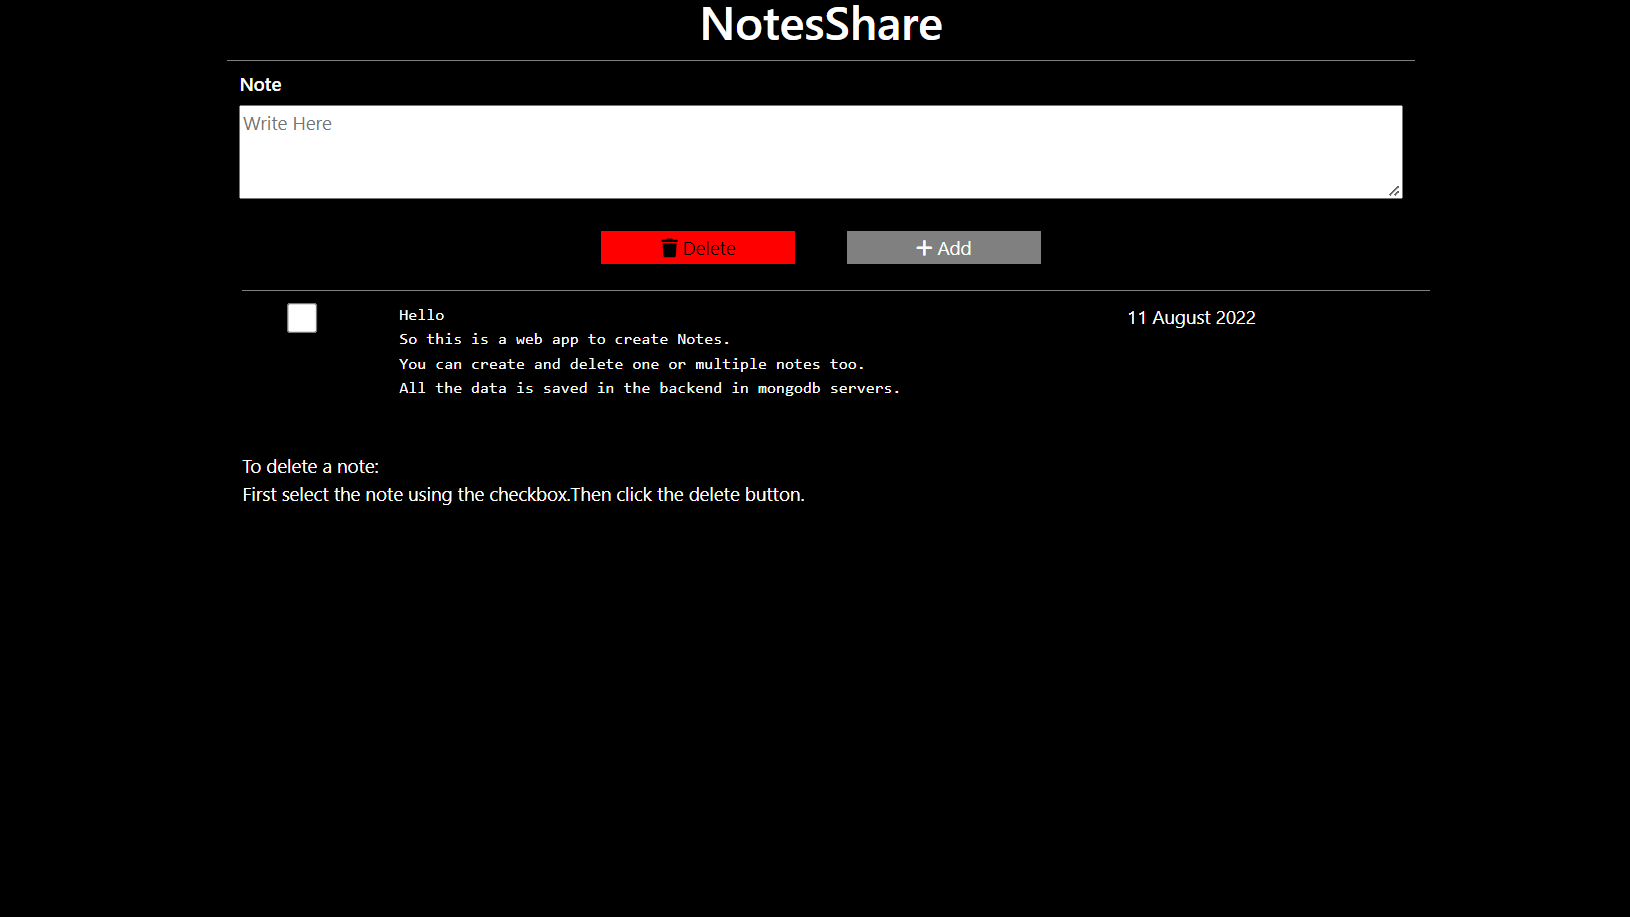 NotesShare
Note
Write Here
Delete
Add
Hello
11 August 2022
So this is a web app to create Notes.
You can create and delete one or multiple notes too.
All the data is saved in the backend in mongodb servers.
To delete a note:
First select the note using the checkbox.Then click the delete button.